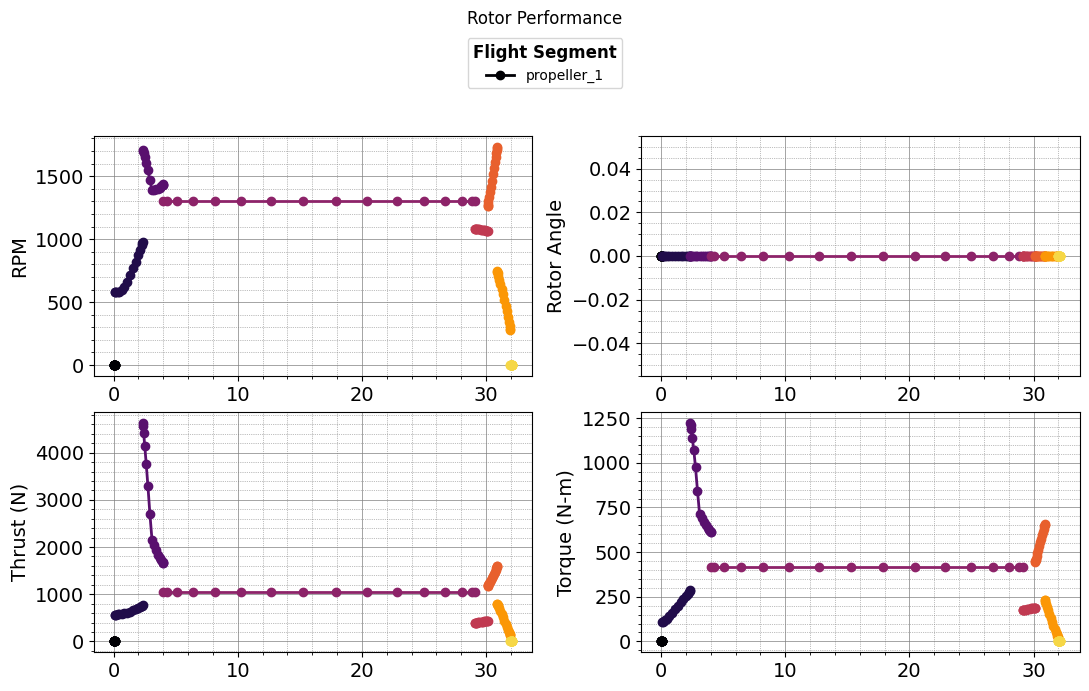 Rotor Performance
Flight Segment
propeller_1
RPM
1500
1000
500
0
0 10 20 30
Rotor Angle
0.04
0.02
0.00
−0.02
−0.04
0 10 20 30
Thrust (N)
4000
3000
2000
1000
0
0 10 20 30
Torque (N-m)
1250
1000
750
500
250
0
0 10 20 30